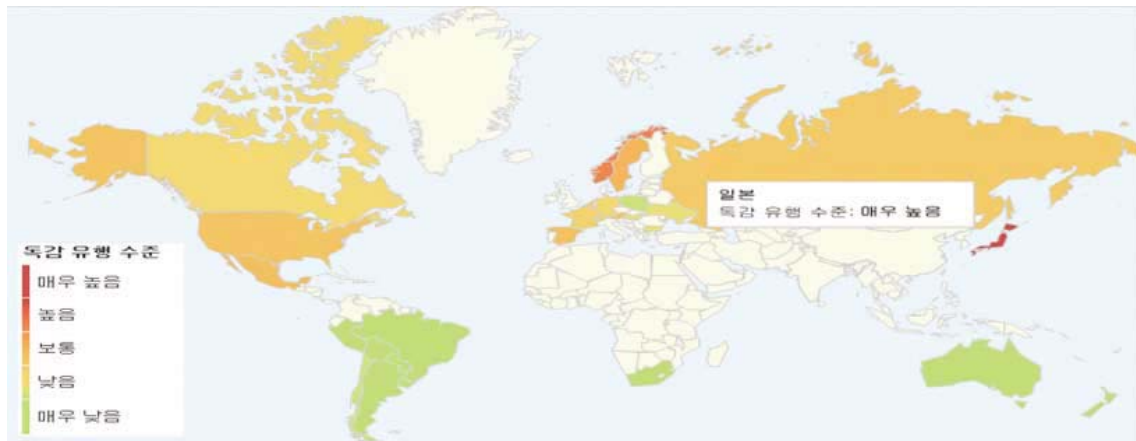 일본
독감 유행 수준: 매우 높음
독감 유행 수준
매우 높음
높음
보통
낮음
매우 낮음